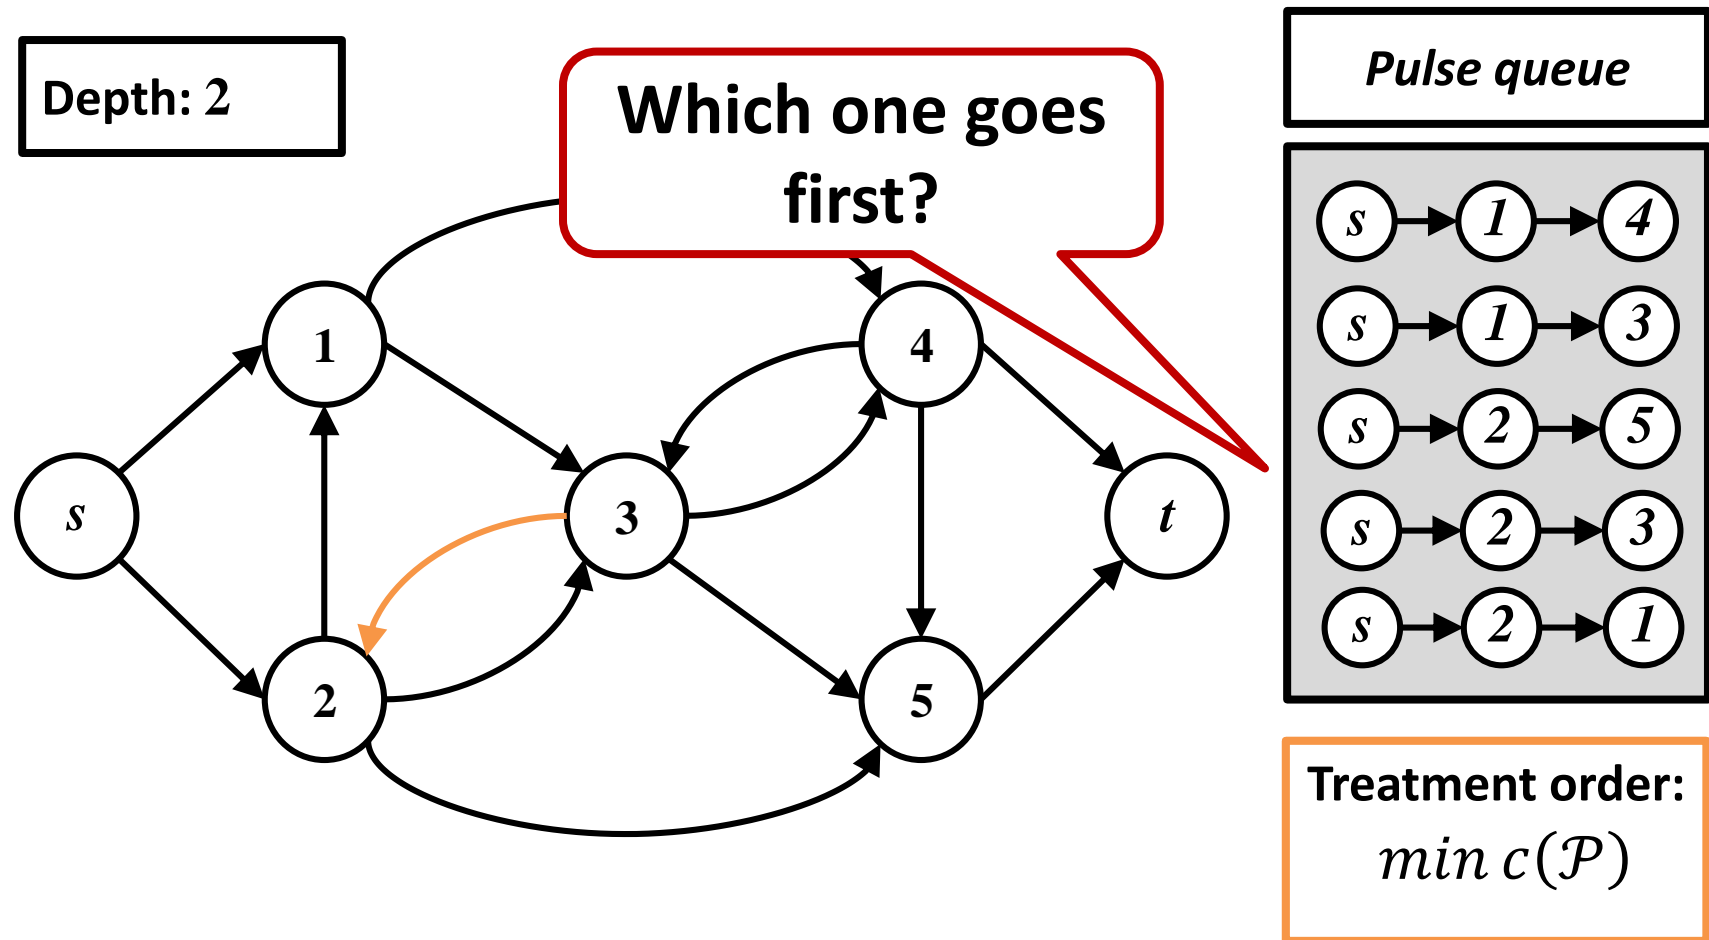 Depth: 2
Which one goes
first?
Pulse queue
s 1 4
s 1 3
s 2 5
s 2 3
s 2 1
1
4
s
3
t
2
5
Treatment order:
min c(𝒫)